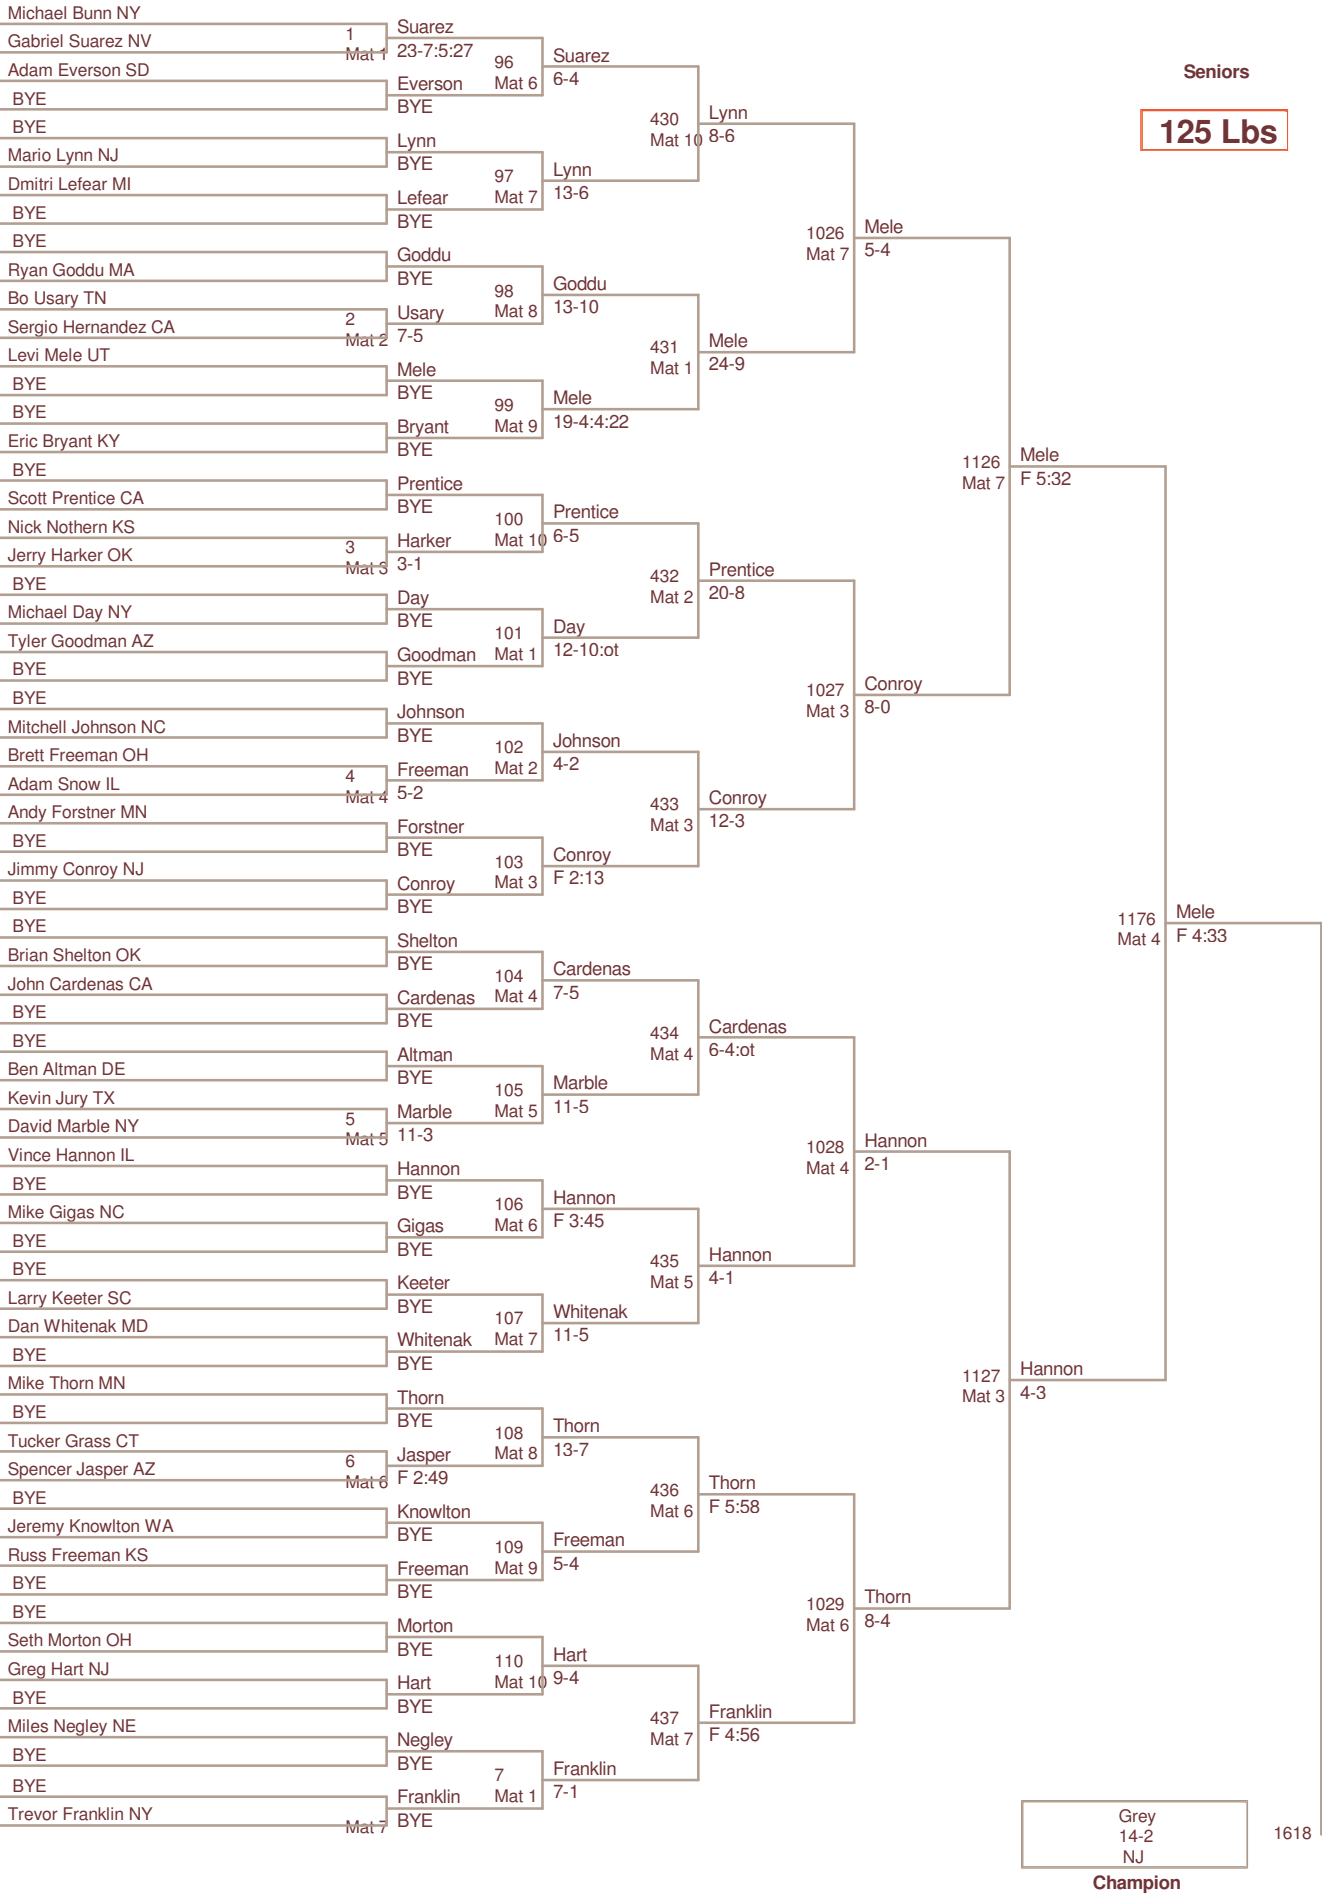 Michael Bunn NY
Gabriel Suarez NV
Adam Everson SD
BYE
BYE
Mario Lynn NJ
Dmitri Lefear MI
BYE
BYE
Ryan Goddu MA
Bo Usary TN
Sergio Hernandez CA
Levi Mele UT
BYE
BYE
Eric Bryant KY
BYE
Scott Prentice CA
Nick Nothern KS
Jerry Harker OK
BYE
Michael Day NY
Tyler Goodman AZ
BYE
BYE
Mitchell Johnson NC
Brett Freeman OH
Adam Snow IL
Andy Forstner MN
BYE
Jimmy Conroy NJ
BYE
BYE
Brian Shelton OK
John Cardenas CA
BYE
BYE
Ben Altman DE
Kevin Jury TX
David Marble NY
Vince Hannon IL
BYE
Mike Gigas NC
BYE
BYE
Larry Keeter SC
Dan Whitenak MD
BYE
Mike Thorn MN
BYE
Tucker Grass CT
Spencer Jasper AZ
BYE
Jeremy Knowlton WA
Russ Freeman KS
BYE
BYE
Seth Morton OH
Greg Hart NJ
BYE
Miles Negley NE
BYE
BYE
Trevor Franklin NY
1
Mat 1
2
Mat 2
3
Mat 3
4
Mat 4
5
Mat 5
6
Mat 6
Mat 7
Suarez
23-7:5:27
Everson
BYE
Lynn
BYE
Lefear
BYE
Goddu
BYE
Usary
7-5
Mele
BYE
Bryant
BYE
Prentice
BYE
Harker
3-1
Day
BYE
Goodman
BYE
Johnson
BYE
Freeman
5-2
Forstner
BYE
Conroy
BYE
Shelton
BYE
Cardenas
BYE
Altman
BYE
Marble
11-3
Hannon
BYE
Gigas
BYE
Keeter
BYE
Whitenak
BYE
Thorn
BYE
Jasper
F 2:49
Knowlton
BYE
Freeman
BYE
Morton
BYE
Hart
BYE
Negley
BYE
Franklin
BYE
96
Mat 6
97
Mat 7
98
Mat 8
99
Mat 9
100
Mat 10
101
Mat 1
102
Mat 2
103
Mat 3
104
Mat 4
105
Mat 5
106
Mat 6
107
Mat 7
108
Mat 8
109
Mat 9
110
Mat 10
7
Mat 1
Suarez
6-4
Lynn
13-6
Goddu
13-10
Mele
19-4:4:22
Prentice
6-5
Day
12-10:ot
Johnson
4-2
Conroy
F 2:13
Cardenas
7-5
Marble
11-5
Hannon
F 3:45
Whitenak
11-5
Thorn
13-7
Freeman
5-4
Hart
9-4
Franklin
7-1
430
Mat 10
431
Mat 1
432
Mat 2
433
Mat 3
434
Mat 4
435
Mat 5
436
Mat 6
437
Mat 7
Lynn
8-6
Mele
24-9
Prentice
20-8
Conroy
12-3
Cardenas
6-4:ot
Hannon
4-1
Thorn
F 5:58
Franklin
F 4:56
1026
Mat 7
1027
Mat 3
1028
Mat 4
1029
Mat 6
Mele
5-4
Conroy
8-0
Hannon
2-1
Thorn
8-4
1126
Mat 7
1127
Mat 3
Mele
F 5:32
Hannon
4-3
1176
Mat 4
Mele
F 4:33
Seniors
125 Lbs
Grey
14-2
NJ
Champion
1618